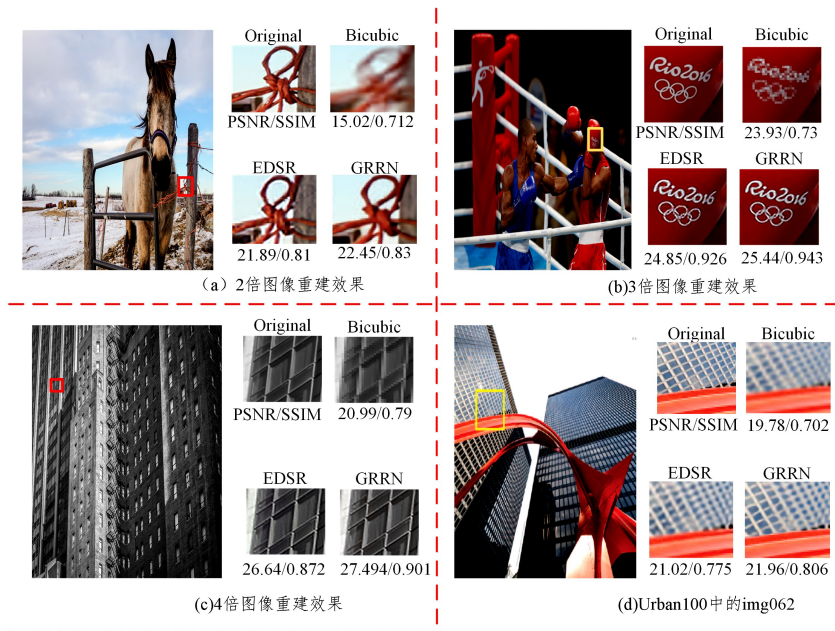 Original Bicubic
PSNR/SSIM 15.02/0.712
EDSR GRRN
21.89/0.81 22.45/0.83
（a）2倍图像重建效果
Original Bicubic
Rio2016 Rio2016
PSNR/SSIM 23.93/0.73
EDSR GRRN
Rio2016 Rio2016
24.85/0.926 25.44/0.943
(b)3倍图像重建效果
Original Bicubic
PSNR/SSIM 20.99/0.79
EDSR GRRN
26.64/0.872 27.494/0.901
(c)4倍图像重建效果
Original Bicubic
PSNR/SSIM 19.78/0.702
EDSR GRRN
21.02/0.775 21.96/0.806
(d)Urban100中的img062